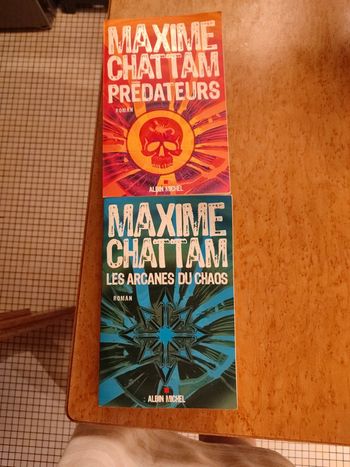 MAXIME
CHATTAM
PRÉDATEURS
ROMAN
ALBIN MICHEL
MAXIME
CHATTAM
LES ARCANES DU CHAOS
ROMAN
ALBIN MICHEL